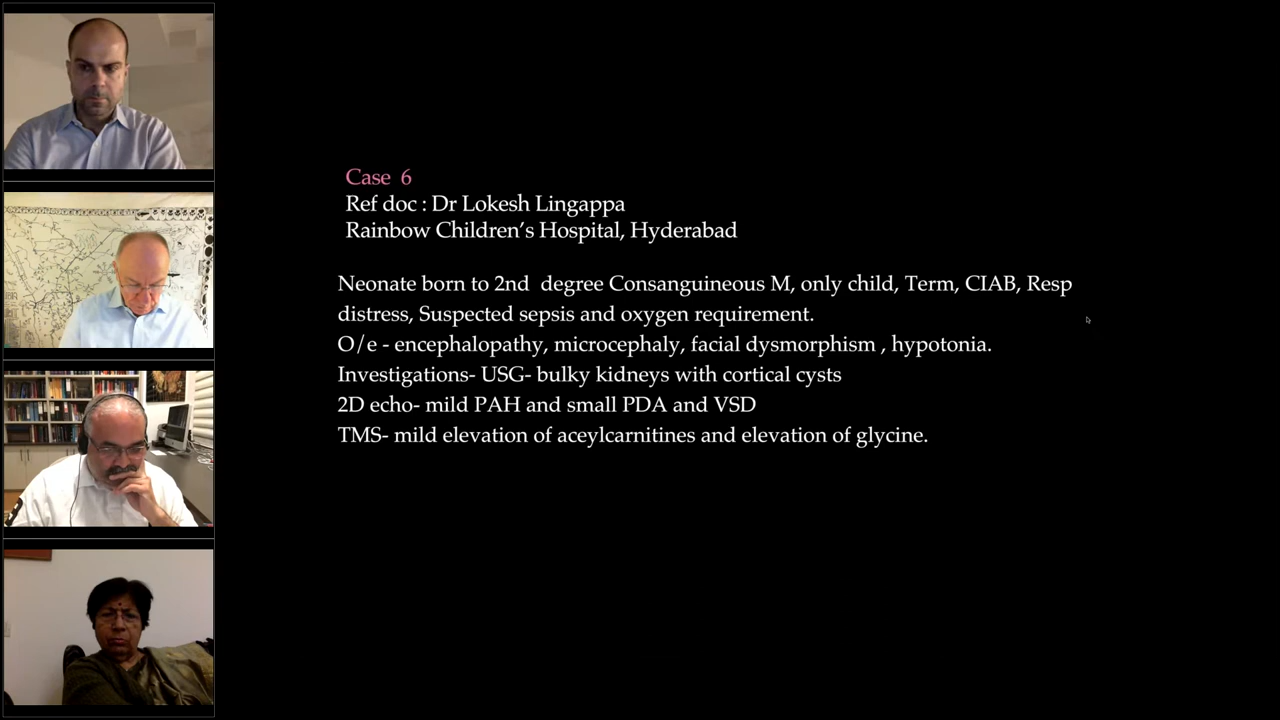 Case 6
Ref doc : Dr Lokesh Lingappa
Rainbow Children's Hospital, Hyderabad
Neonate born to 2nd degree Consanguineous M, only child, Term, CIAB, Resp
distress, Suspected sepsis and oxygen requirement.
O/e - encephalopathy, microcephaly, facial dysmorphism , hypotonia.
Investigations- USG- bulky kidneys with cortical cysts
2D echo- mild PAH and small PDA and VSD
TMS- mild elevation of aceylcarnitines and elevation of glycine.